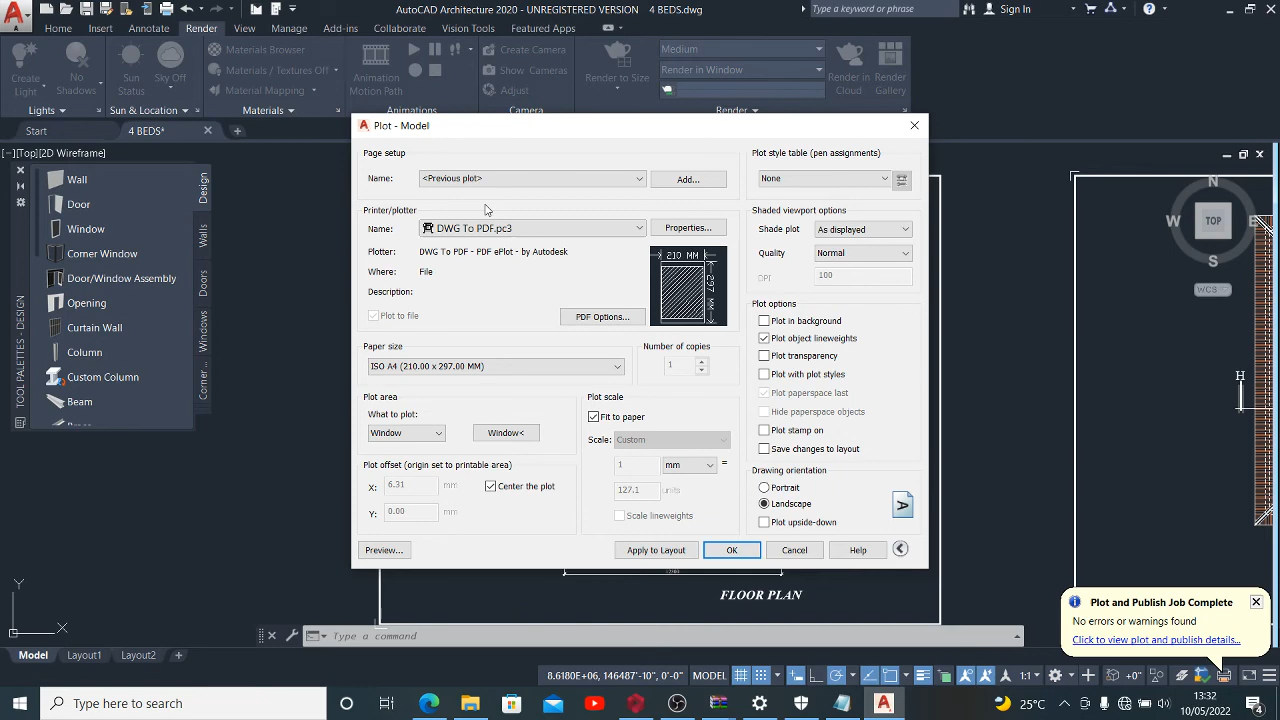 AutoCAD Architecture 2020 - UNREGISTERED VERSION 4 BEDS.dwg
Type here to search
Sign In
Home Insert Annotate Render View Manage Add-ins Collaborate Featured Apps
Create Light
No Shadows
Sun Status
Sky Off
Materials Browser
Materials / Textures Off
Material Mapping
Animation Motion Path
Create Camera
Show Cameras
Adjust
Render to Size
Medium
Render in Window
Render in Cloud
Render Gallery
Lights
Sun & Location
Materials
Animations
Camera
Render
Start
4 BEDS*
[-][Top][2D Wireframe]
Wall
Door
Window
Corner Window
Door/Window Assembly
Opening
Curtain Wall
Column
Custom Column
Beam
Design
Walls
Doors
Windows
Corner...
TOOL PALETTES - DESIGN
Plot - Model
Page setup
Name:
<Previous plot>
Add...
Printer/plotter
Name:
DWG To PDF.pc3
Properties...
Plotter:
DWG To PDF - PDF ePlot - by Autodesk
Where:
File
Description:
Plot to file
PDF Options...
210 MM
297 MM
Paper size
ISO A4 (210.00 x 297.00 MM)
Number of copies
1
Plot area
What to plot:
Window
Window<
Plot offset (origin set to printable area)
X:
6.31
mm
Center the plot
Y:
0.00
mm
Plot scale
Fit to paper
Scale:
Custom
1
mm
=
127.1
units
Scale lineweights
Plot style table (pen assignments)
None
Shaded viewport options
Shade plot
As displayed
Quality
Normal
DPI
100
Plot options
Plot in background
Plot object lineweights
Plot transparency
Plot with plot styles
Plot paperspace last
Hide paperspace objects
Plot stamp on
Save changes to layout
Drawing orientation
Portrait
Landscape
Plot upside-down
A
Preview...
Apply to Layout
OK
Cancel
Help
N
W
TOP
E
S
WCS
H
FLOOR PLAN
Y
X
Type a command
Plot and Publish Job Complete
No errors or warnings found
Click to view plot and publish details...
Model
Layout1
Layout2
8.6180E+06, 146487'-10", 0'-0"
MODEL
1:1
+0"
Type here to search
25°C
13:32
10/05/2022